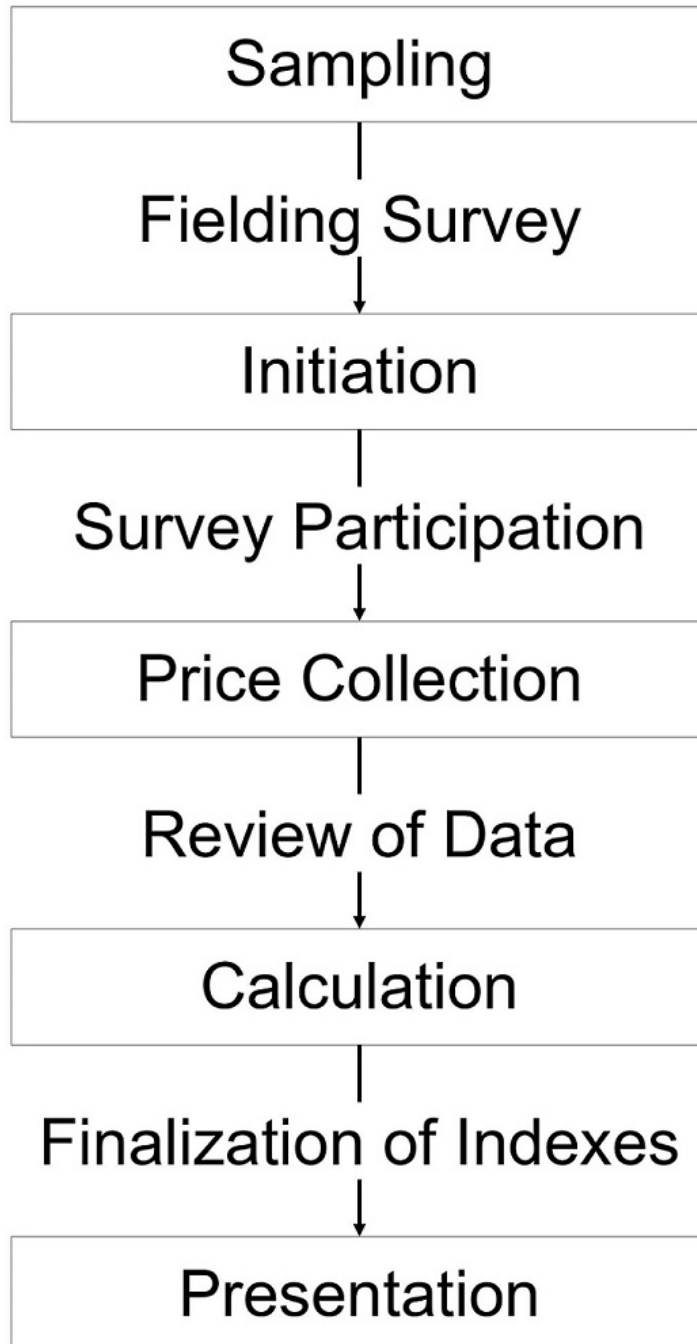 Sampling
Fielding Survey
Initiation
Survey Participation
Price Collection
Review of Data
Calculation
Finalization of Indexes
Presentation